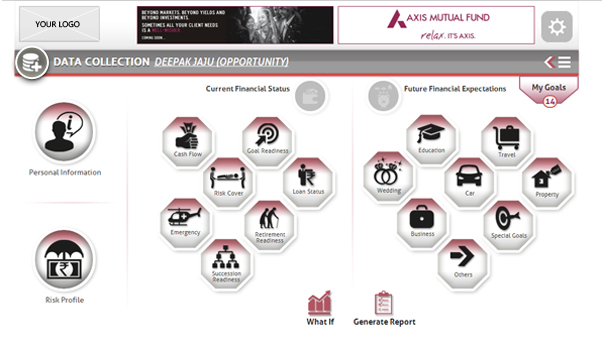 YOUR LOGO
BEYOND MARKETS, BEYOND YIELDS AND
BEYOND INVESTMENTS.
SOMETIMES ALL YOUR CLIENT NEEDS
IS A WELL-WISHER
COMING SOON...
AXIS MUTUAL FUND
relax. IT'S AXIS.
DATA COLLECTION DEEPAK JAJU (OPPORTUNITY)
My Goals
14
Current Financial Status
Future Financial Expectations
Personal Information
Risk Profile
Cash Flow
Goal Readiness
Risk Cover
Loan Status
Emergency
Retirement
Readiness
Succession
Readiness
Education
Travel
Wedding
Car
Property
Business
Special Goals
Others
What If
Generate Report